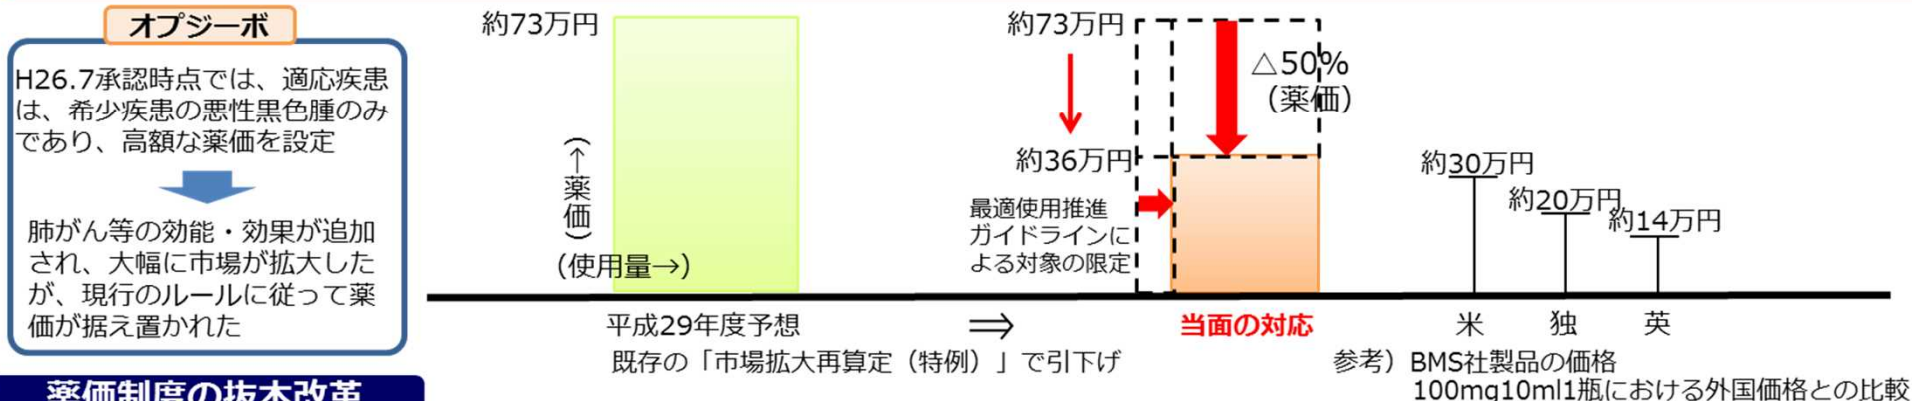 オプジーボ
H26.7承認時点では、適応疾患
は、希少疾患の悪性黒色腫のみ
であり、高額な薬価を設定
肺がん等の効能・効果が追加
され、大幅に市場が拡大した
が、現行のルールに従って薬
価が据え置かれた
薬価制度の抜本改革
約73万円
（↑薬価）
（使用量→）
平成29年度予想
⇒
既存の「市場拡大再算定（特例）」で引下げ
約73万円
△50%
（薬価）
約36万円
最適使用推進
ガイドラインに
よる対象の限定
当面の対応
約30万円
約20万円
約14万円
米
独
英
参考）BMS社製品の価格
100mg10ml1瓶における外国価格との比較